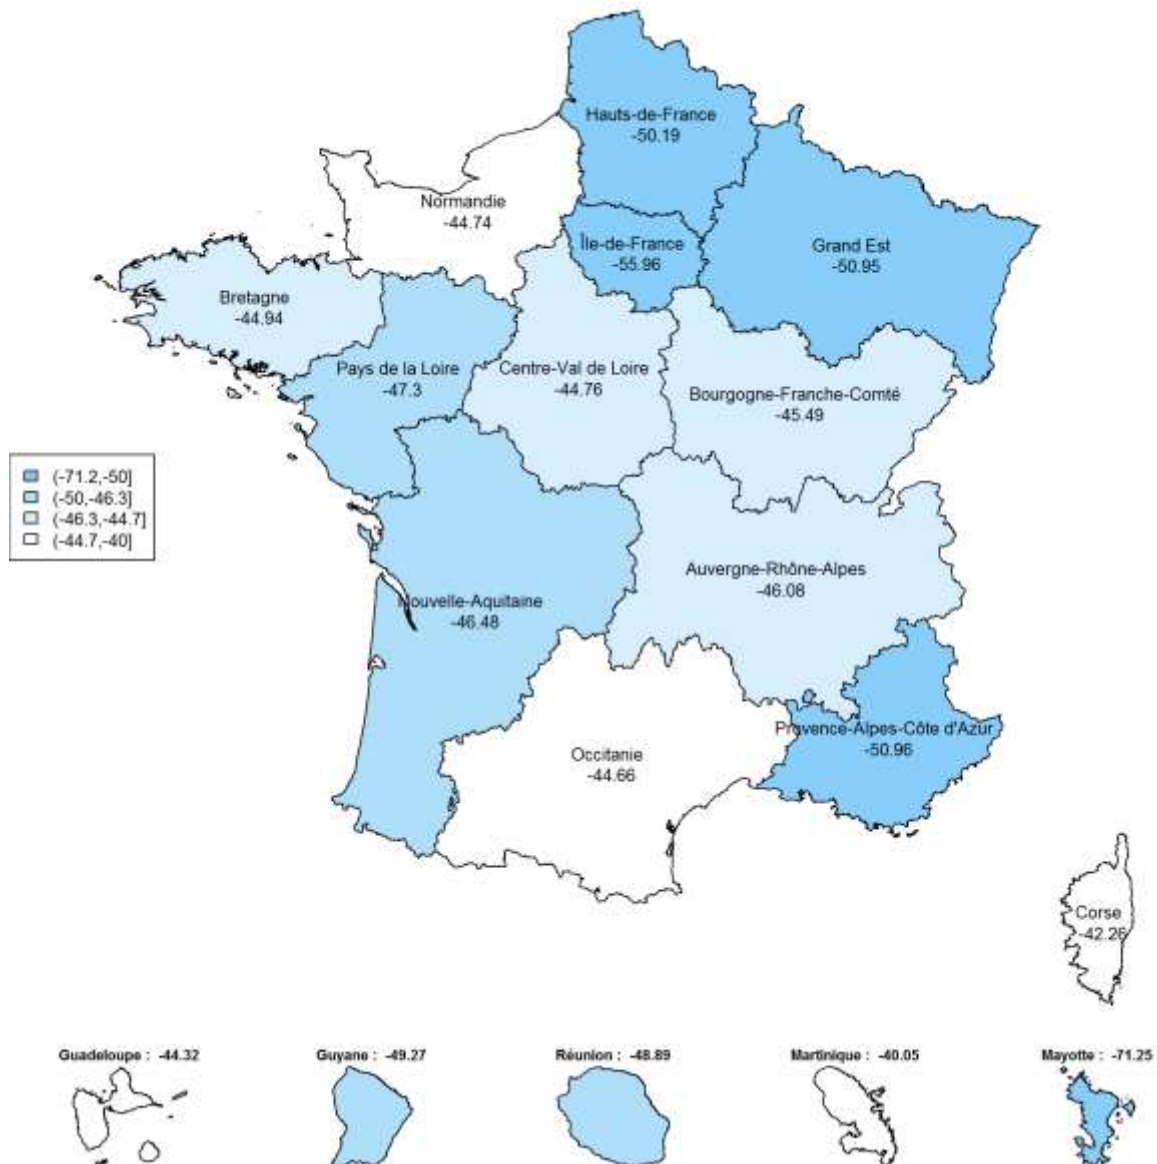 Hauts-de-France
-50.19
Normandie
-44.74
Île-de-France
-55.96
Grand Est
-50.95
Bretagne
-44.94
Pays de la Loire
-47.3
Centre-Val de Loire
-44.76
Bourgogne-Franche-Comté
-45.49
(-71.2,-50]
(-50,-46.3]
(-46.3,-44.7]
(-44.7,-40]
Auvergne-Rhône-Alpes
-46.08
Nouvelle-Aquitaine
-46.48
Provence-Alpes-Côte d'Azur
-50.96
Occitanie
-44.66
Corse
-42.26
Guadeloupe : -44.32
Guyane : -49.27
Réunion : -48.89
Martinique : -40.05
Mayotte : -71.25